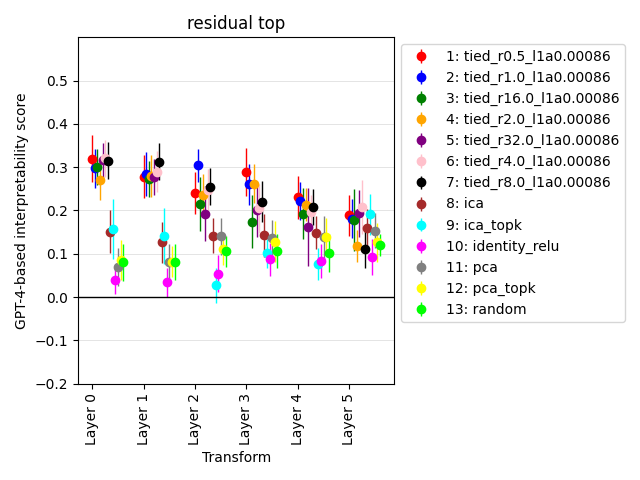 residual top
GPT-4-based interpretability score
0.5
0.4
0.3
0.2
0.1
0.0
−0.1
−0.2
Layer 0
Layer 1
Layer 2
Layer 3
Layer 4
Layer 5
Transform
1: tied_r0.5_l1a0.00086
2: tied_r1.0_l1a0.00086
3: tied_r16.0_l1a0.00086
4: tied_r2.0_l1a0.00086
5: tied_r32.0_l1a0.00086
6: tied_r4.0_l1a0.00086
7: tied_r8.0_l1a0.00086
8: ica
9: ica_topk
10: identity_relu
11: pca
12: pca_topk
13: random